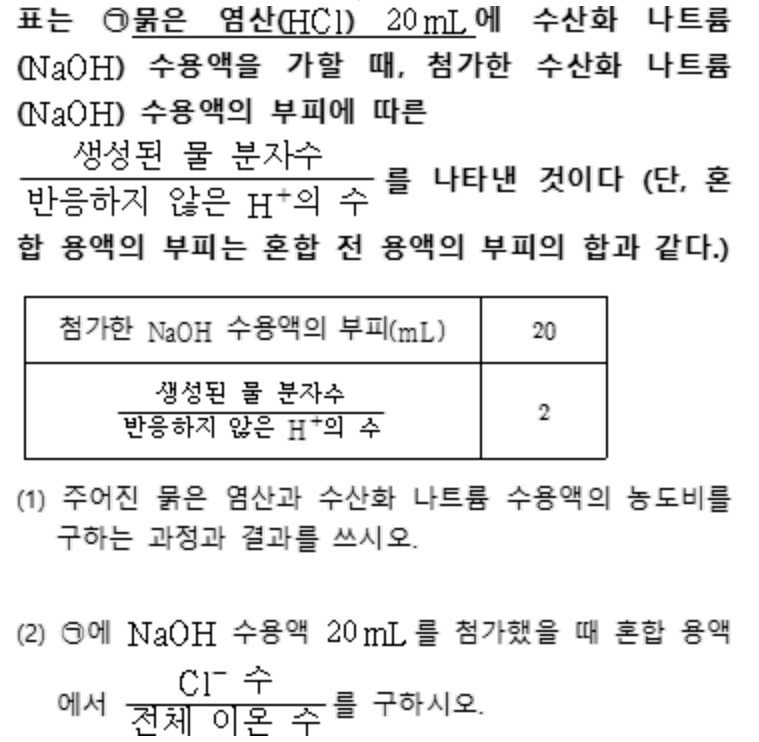 표는 ㉠묽은 염산(HCl) 20mL에 수산화 나트륨
(NaOH) 수용액을 가할 때, 첨가한 수산화 나트륨
(NaOH) 수용액의 부피에 따른
생성된 물 분자수
반응하지 않은 H⁺의 수
를 나타낸 것이다 (단, 혼
합 용액의 부피는 혼합 전 용액의 부피의 합과 같다.)
첨가한 NaOH 수용액의 부피(mL) 20
생성된 물 분자수
반응하지 않은 H⁺의 수
2
(1) 주어진 묽은 염산과 수산화 나트륨 수용액의 농도비를
구하는 과정과 결과를 쓰시오.
(2) ㉠에 NaOH 수용액 20mL를 첨가했을 때 혼합 용액
에서
Cl⁻ 수
전체 이온 수
를 구하시오.